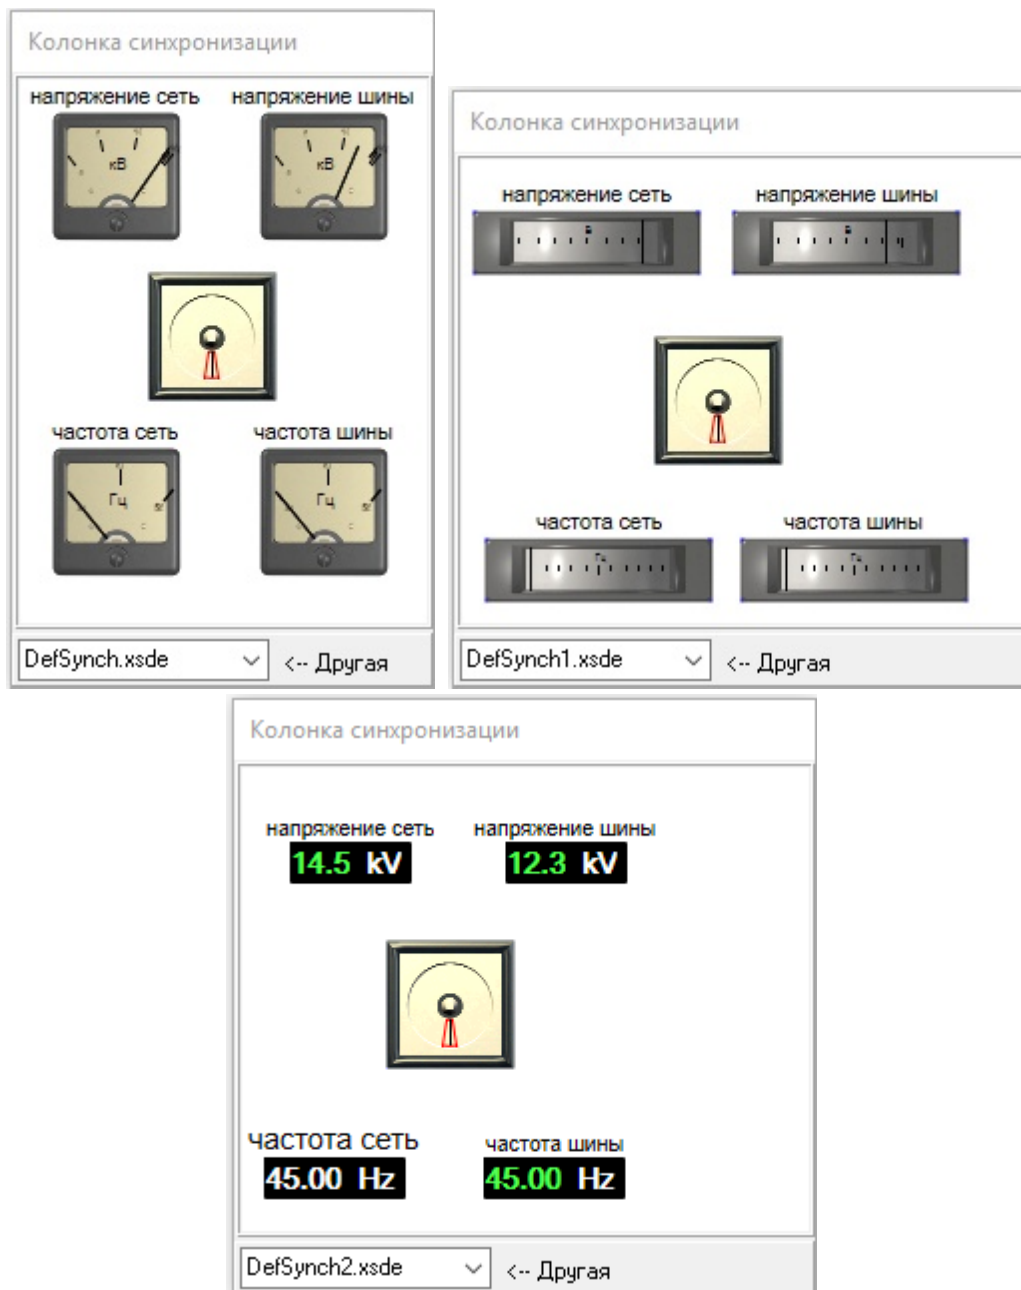 Колонка синхронизации
напряжение сеть напряжение шины
кВ кВ
частота сеть частота шины
Гц Гц
DefSynch.xsde <-- Другая
Колонка синхронизации
напряжение сеть напряжение шины
частота сеть частота шины
Гц Гц
DefSynch1.xsde <-- Другая
Колонка синхронизации
напряжение сеть напряжение шины
14.5 kV 12.3 kV
частота сеть частота шины
45.00 Hz 45.00 Hz
DefSynch2.xsde <-- Другая